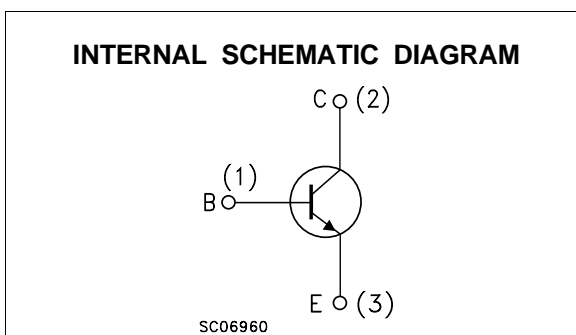 INTERNAL SCHEMATIC DIAGRAM
C (2)
(1)
B
E (3)
SC06960